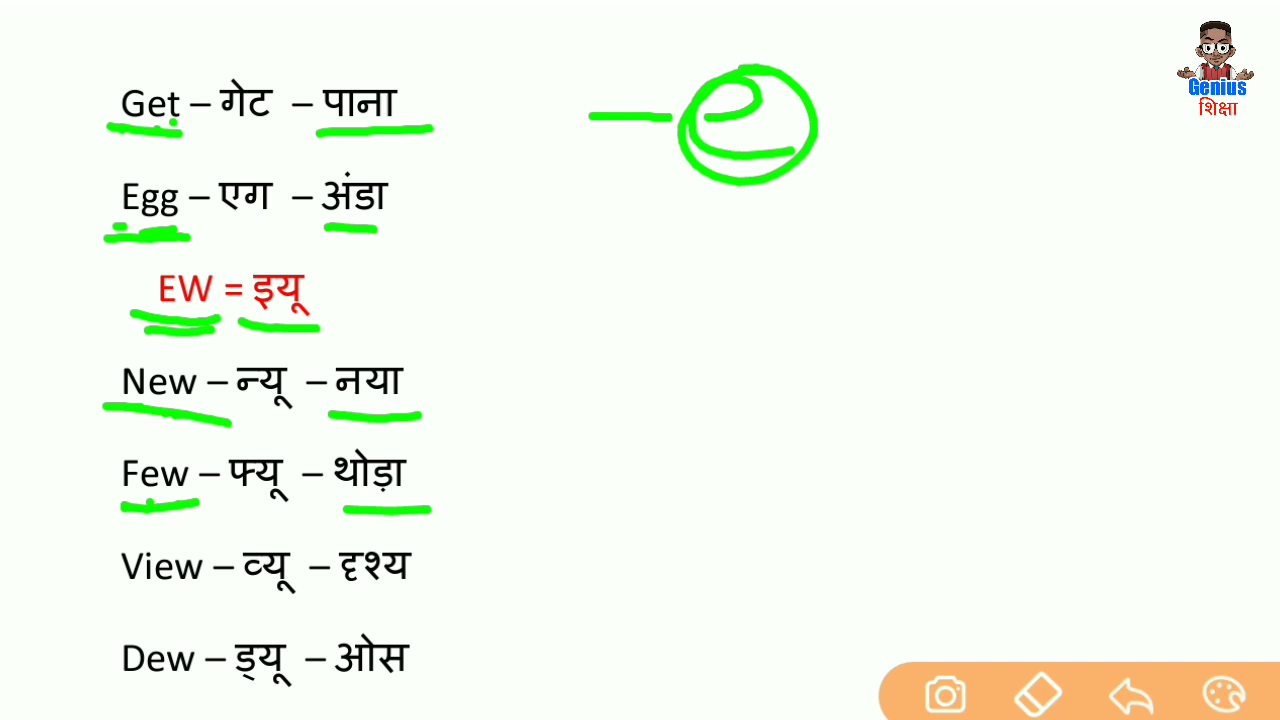 Get – गेट – पाना
Egg – एग – अंडा
EW = इयू
New – न्यू – नया
Few – फ्यू – थोड़ा
View – व्यू – दृश्य
Dew – ड्यू – ओस
– e
Genius
शिक्षा